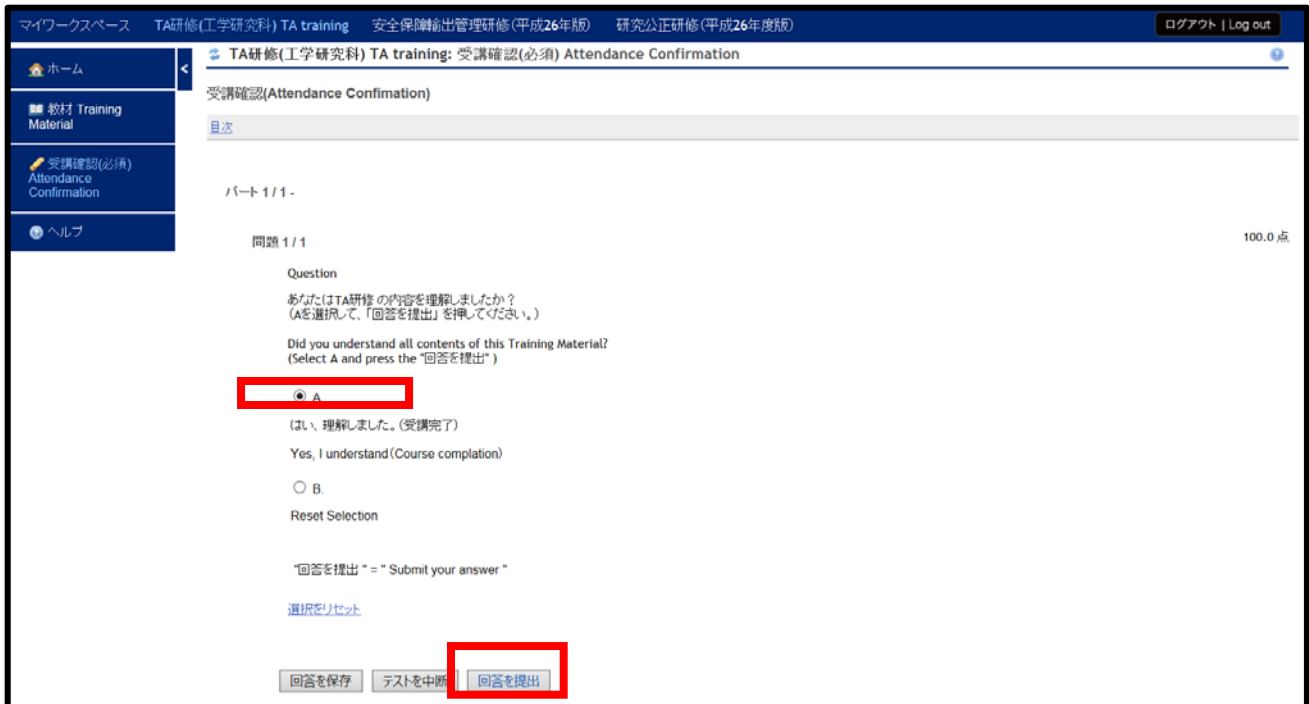 マイワークスペース TA研修(工学研究科) TA training 安全保障輸出管理研修(平成26年版) 研究公正研修(平成26年度版) ログアウト | Log out
ホーム
教材 Training
Material
受講確認(必須)
Attendance
Confirmation
ヘルプ
<
TA研修(工学研究科) TA training: 受講確認(必須) Attendance Confirmation
受講確認(Attendance Confimation)
目次
パート 1 / 1 -
問題 1 / 1 100.0 点
Question
あなたはTA研修 の内容を理解しましたか？
(Aを選択して、「回答を提出」を押してください。)
Did you understand all contents of this Training Material?
(Select A and press the "回答を提出" )
A
はい、理解しました。(受講完了)
Yes, I understand(Course complation)
B.
Reset Selection
"回答を提出 " = " Submit your answer "
選択をリセット
回答を保存 テストを中断 回答を提出